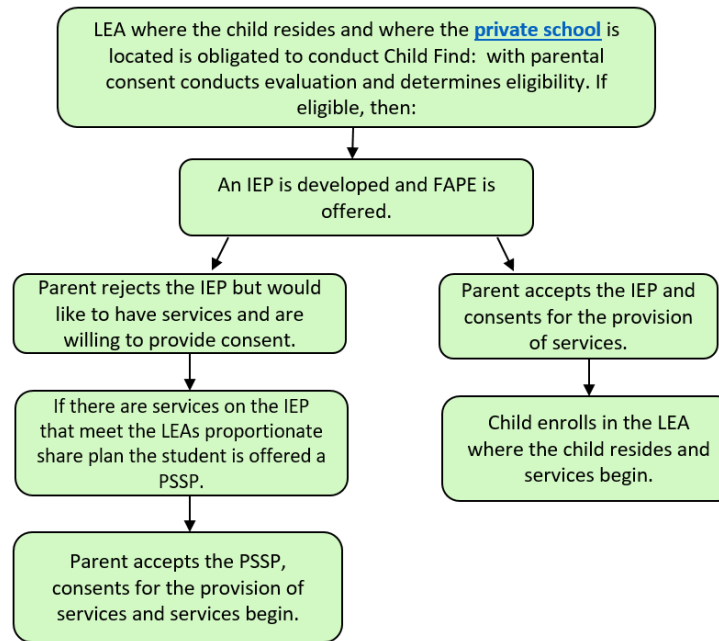 LEA where the child resides and where the private school is
located is obligated to conduct Child Find:  with parental
consent conducts evaluation and determines eligibility. If
eligible, then:
An IEP is developed and FAPE is
offered.
Parent rejects the IEP but would
like to have services and are
willing to provide consent.
If there are services on the IEP
that meet the LEAs proportionate
share plan the student is offered a
PSSP.
Parent accepts the PSSP,
consents for the provision of
services and services begin.
Parent accepts the IEP and
consents for the provision
of services.
Child enrolls in the LEA
where the child resides and
services begin.